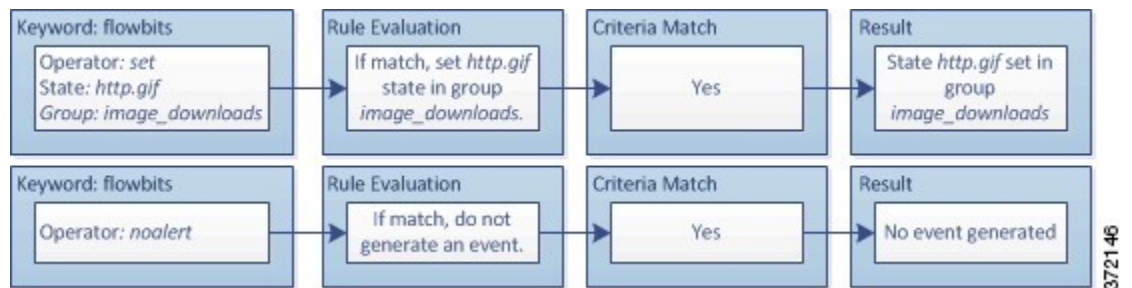 Keyword: flowbits
Operator: set
State: http.gif
Group: image_downloads
Rule Evaluation
If match, set http.gif
state in group
image_downloads.
Criteria Match
Yes
Result
State http.gif set in
group
image_downloads
Keyword: flowbits
Operator: noalert
Rule Evaluation
If match, do not
generate an event.
Criteria Match
Yes
Result
No event generated
372146